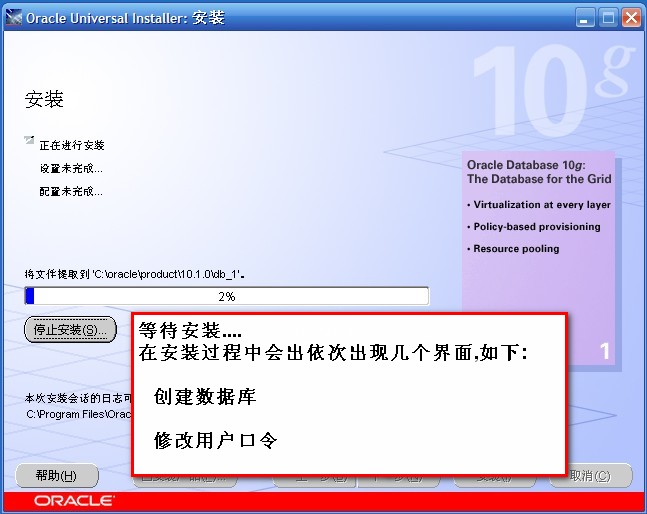 Oracle Universal Installer: 安装
10g
安装
正在进行安装
设置未完成...
配置未完成...
Oracle Database 10g:
The Database for the Grid
• Virtualization at every layer
• Policy-based provisioning
• Resource pooling
将文件提取到 'C:\oracle\product\10.1.0\db_1'。
2%
停止安装(S)...
等待安装....
在安装过程中会出依次出现几个界面,如下:
创建数据库
修改用户口令
1
本次安装会话的日志可
C:\Program Files\Orac
帮助(H)
取消(C)
ORACLE